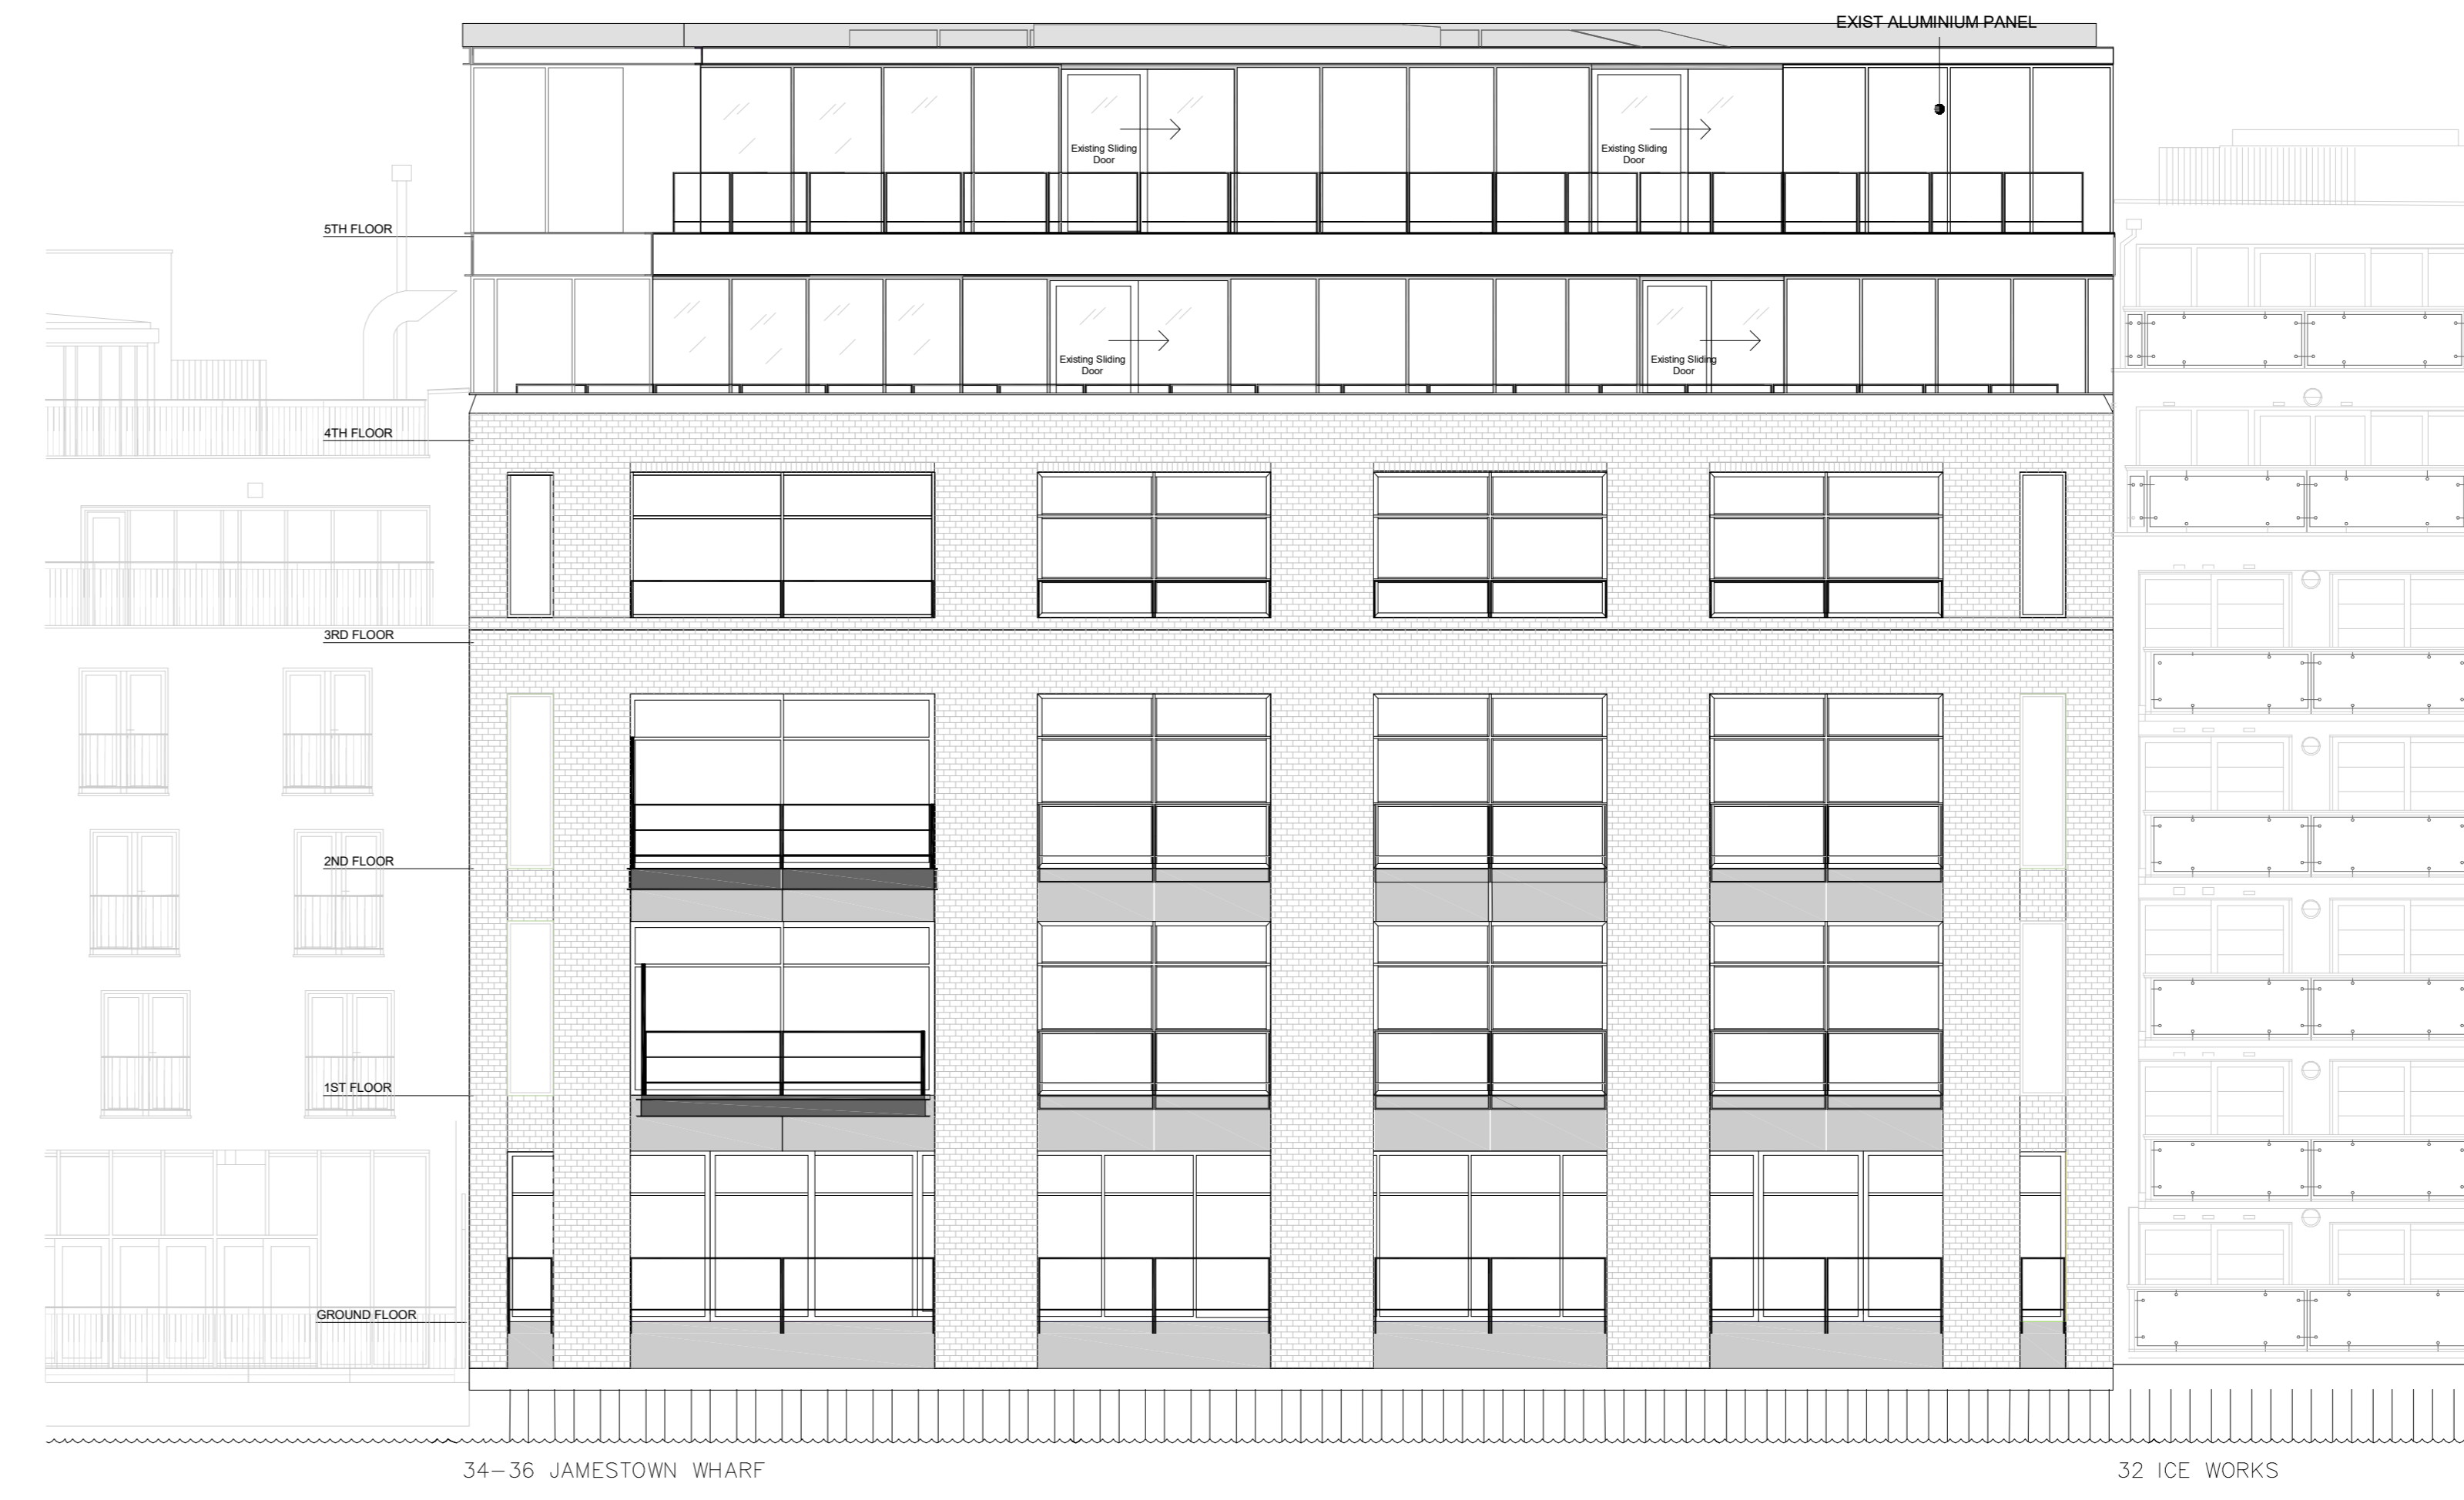 EXIST ALUMINIUM PANEL
Existing Sliding
Door
Existing Sliding
Door
5TH FLOOR
Existing Sliding
Door
Existing Sliding
Door
4TH FLOOR
3RD FLOOR
2ND FLOOR
1ST FLOOR
GROUND FLOOR
34-36 JAMESTOWN WHARF
32 ICE WORKS